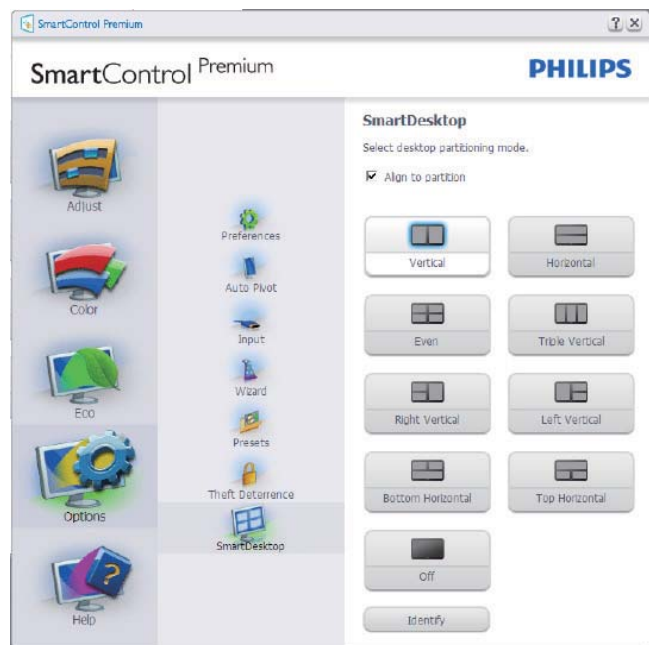 SmartControl Premium
SmartControl Premium
PHILIPS
Adjust
Color
Eco
Options
Help
Preferences
Auto Pivot
Input
Wizard
Presets
Theft Deterrence
SmartDesktop
SmartDesktop
Select desktop partitioning mode.
Align to partition
Vertical
Horizontal
Even
Triple Vertical
Right Vertical
Left Vertical
Bottom Horizontal
Top Horizontal
Off
Identify